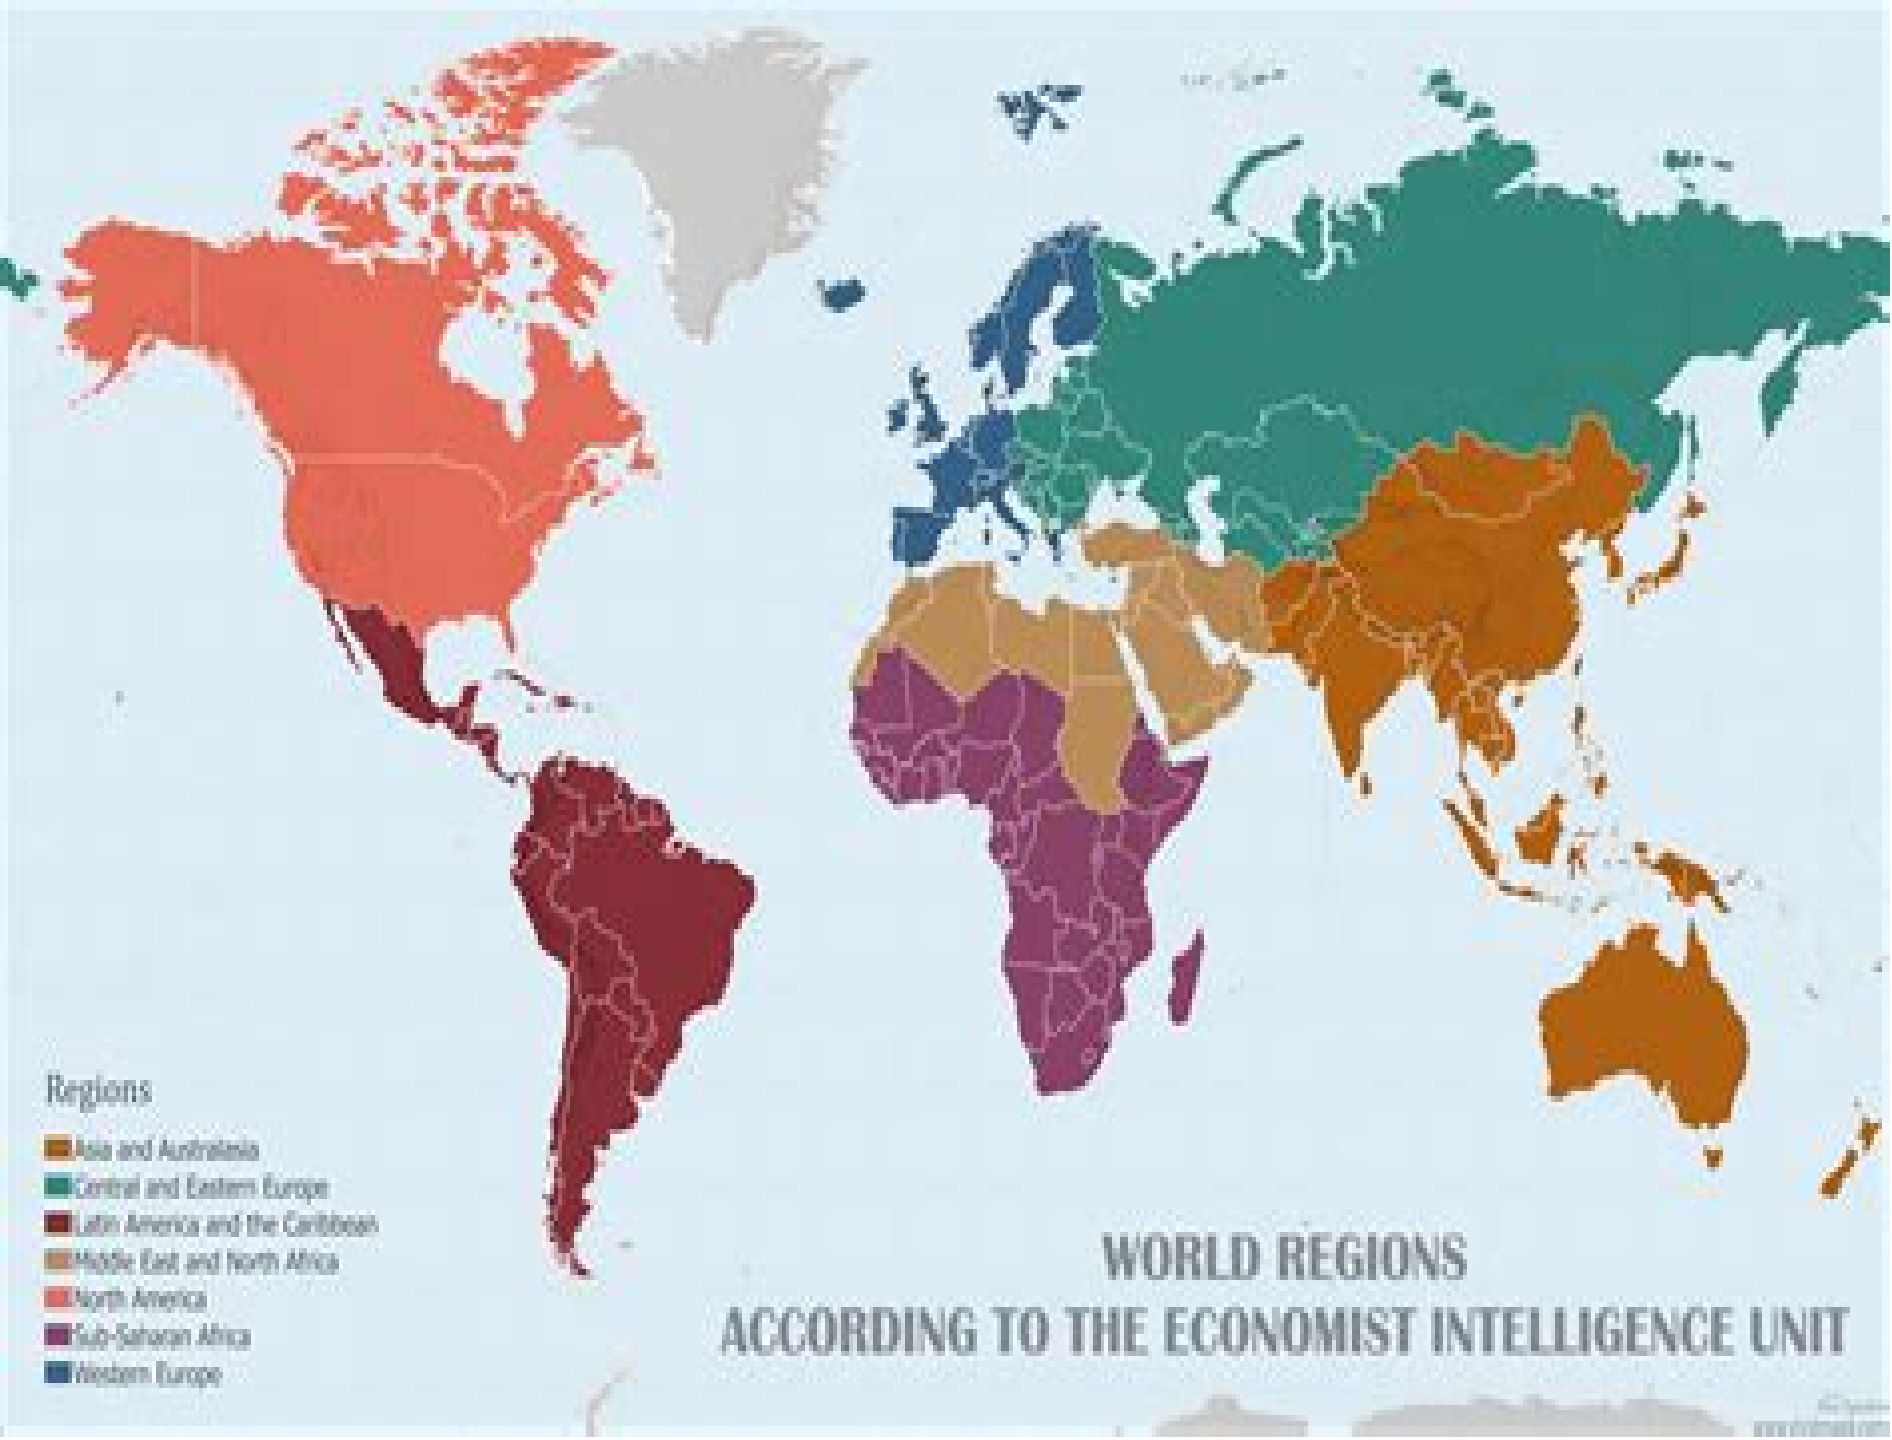 Regions
Asia and Australasia
Central and Eastern Europe
Latin America and the Caribbean
Middle East and North Africa
North America
Sub-Saharan Africa
Western Europe
WORLD REGIONS
ACCORDING TO THE ECONOMIST INTELLIGENCE UNIT